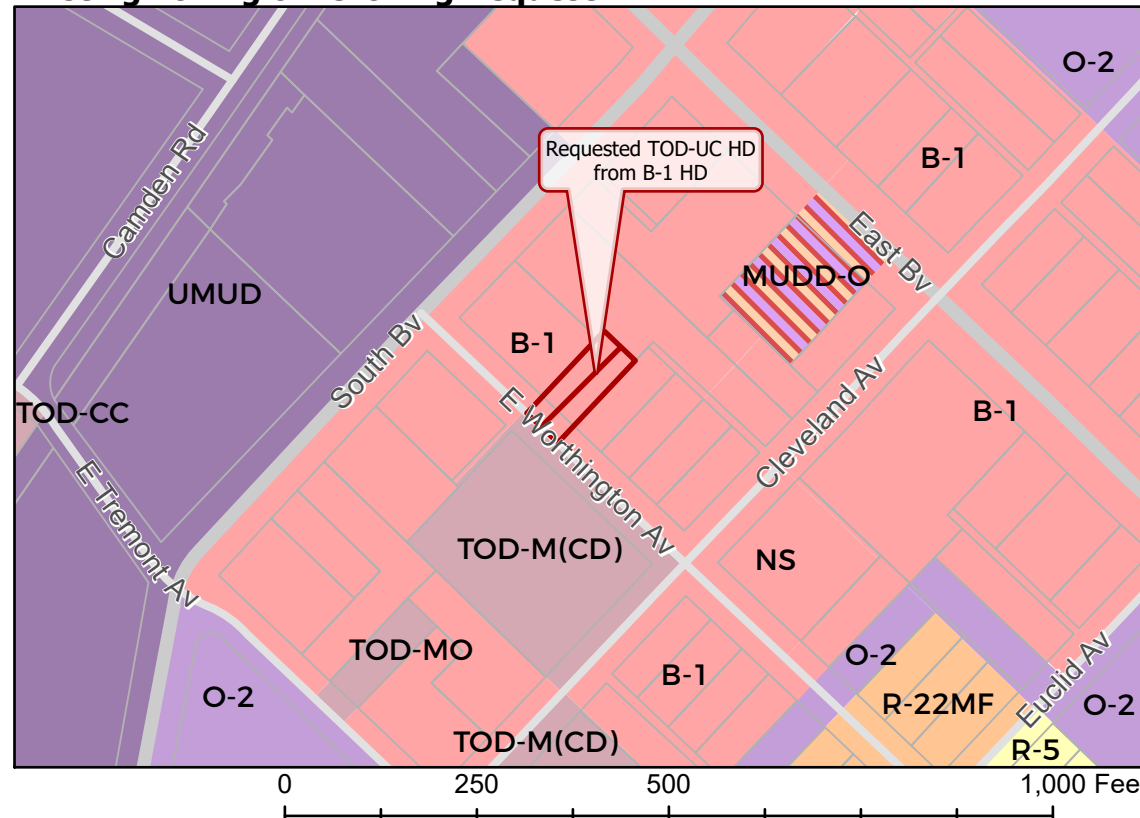 O-2
Camden Rd
Requested TOD-UC HD
from B-1 HD
B-1
East Bv
MUDD-O
UMUD
South Bv
B-1
TOD-CC
E Worthington Av
Cleveland Av
B-1
E Tremont Av
TOD-M(CD)
NS
TOD-MO
O-2
B-1
O-2
R-22MF
Euclid Av
O-2
TOD-M(CD)
R-5
0 250 500 1,000 Fee